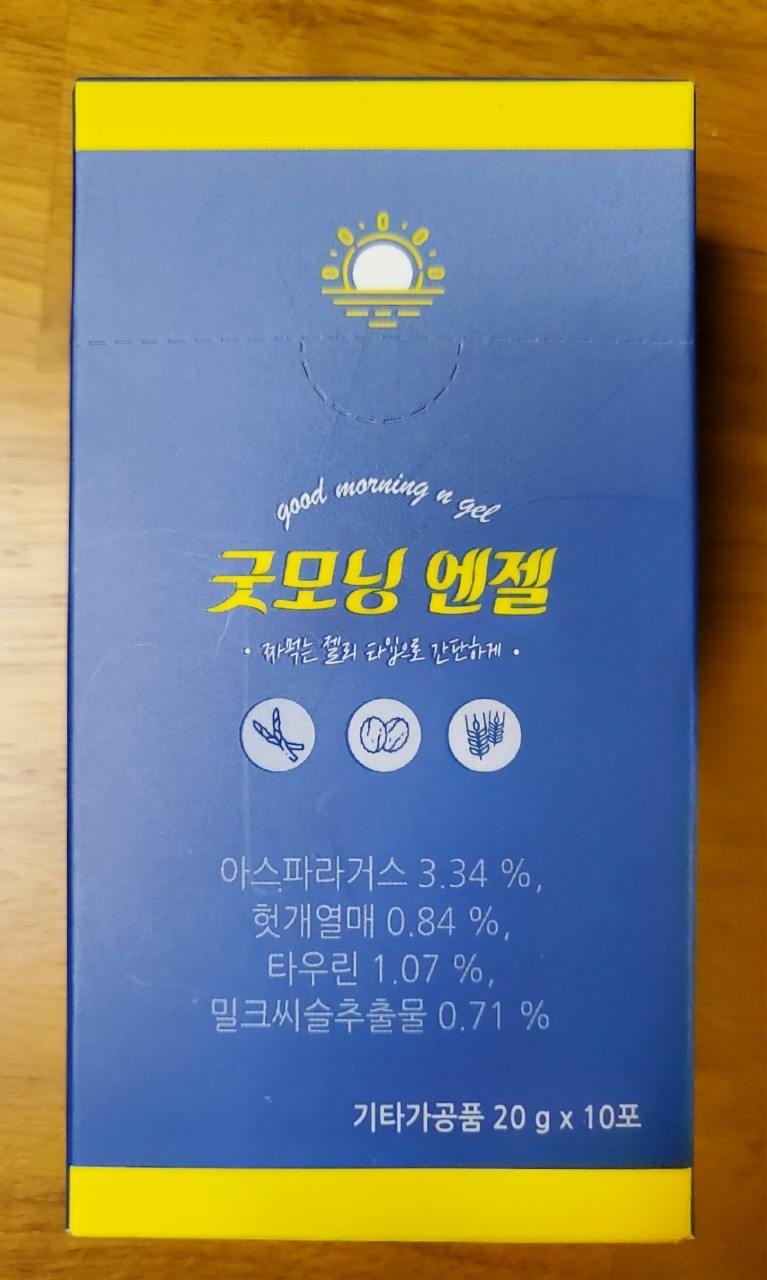 good morning n gel
굿모닝 엔젤
• 짜먹는 젤리 타입으로 간단하게 •
아스파라거스 3.34 %,
헛개열매 0.84 %,
타우린 1.07 %,
밀크씨슬추출물 0.71 %
기타가공품 20 g x 10포